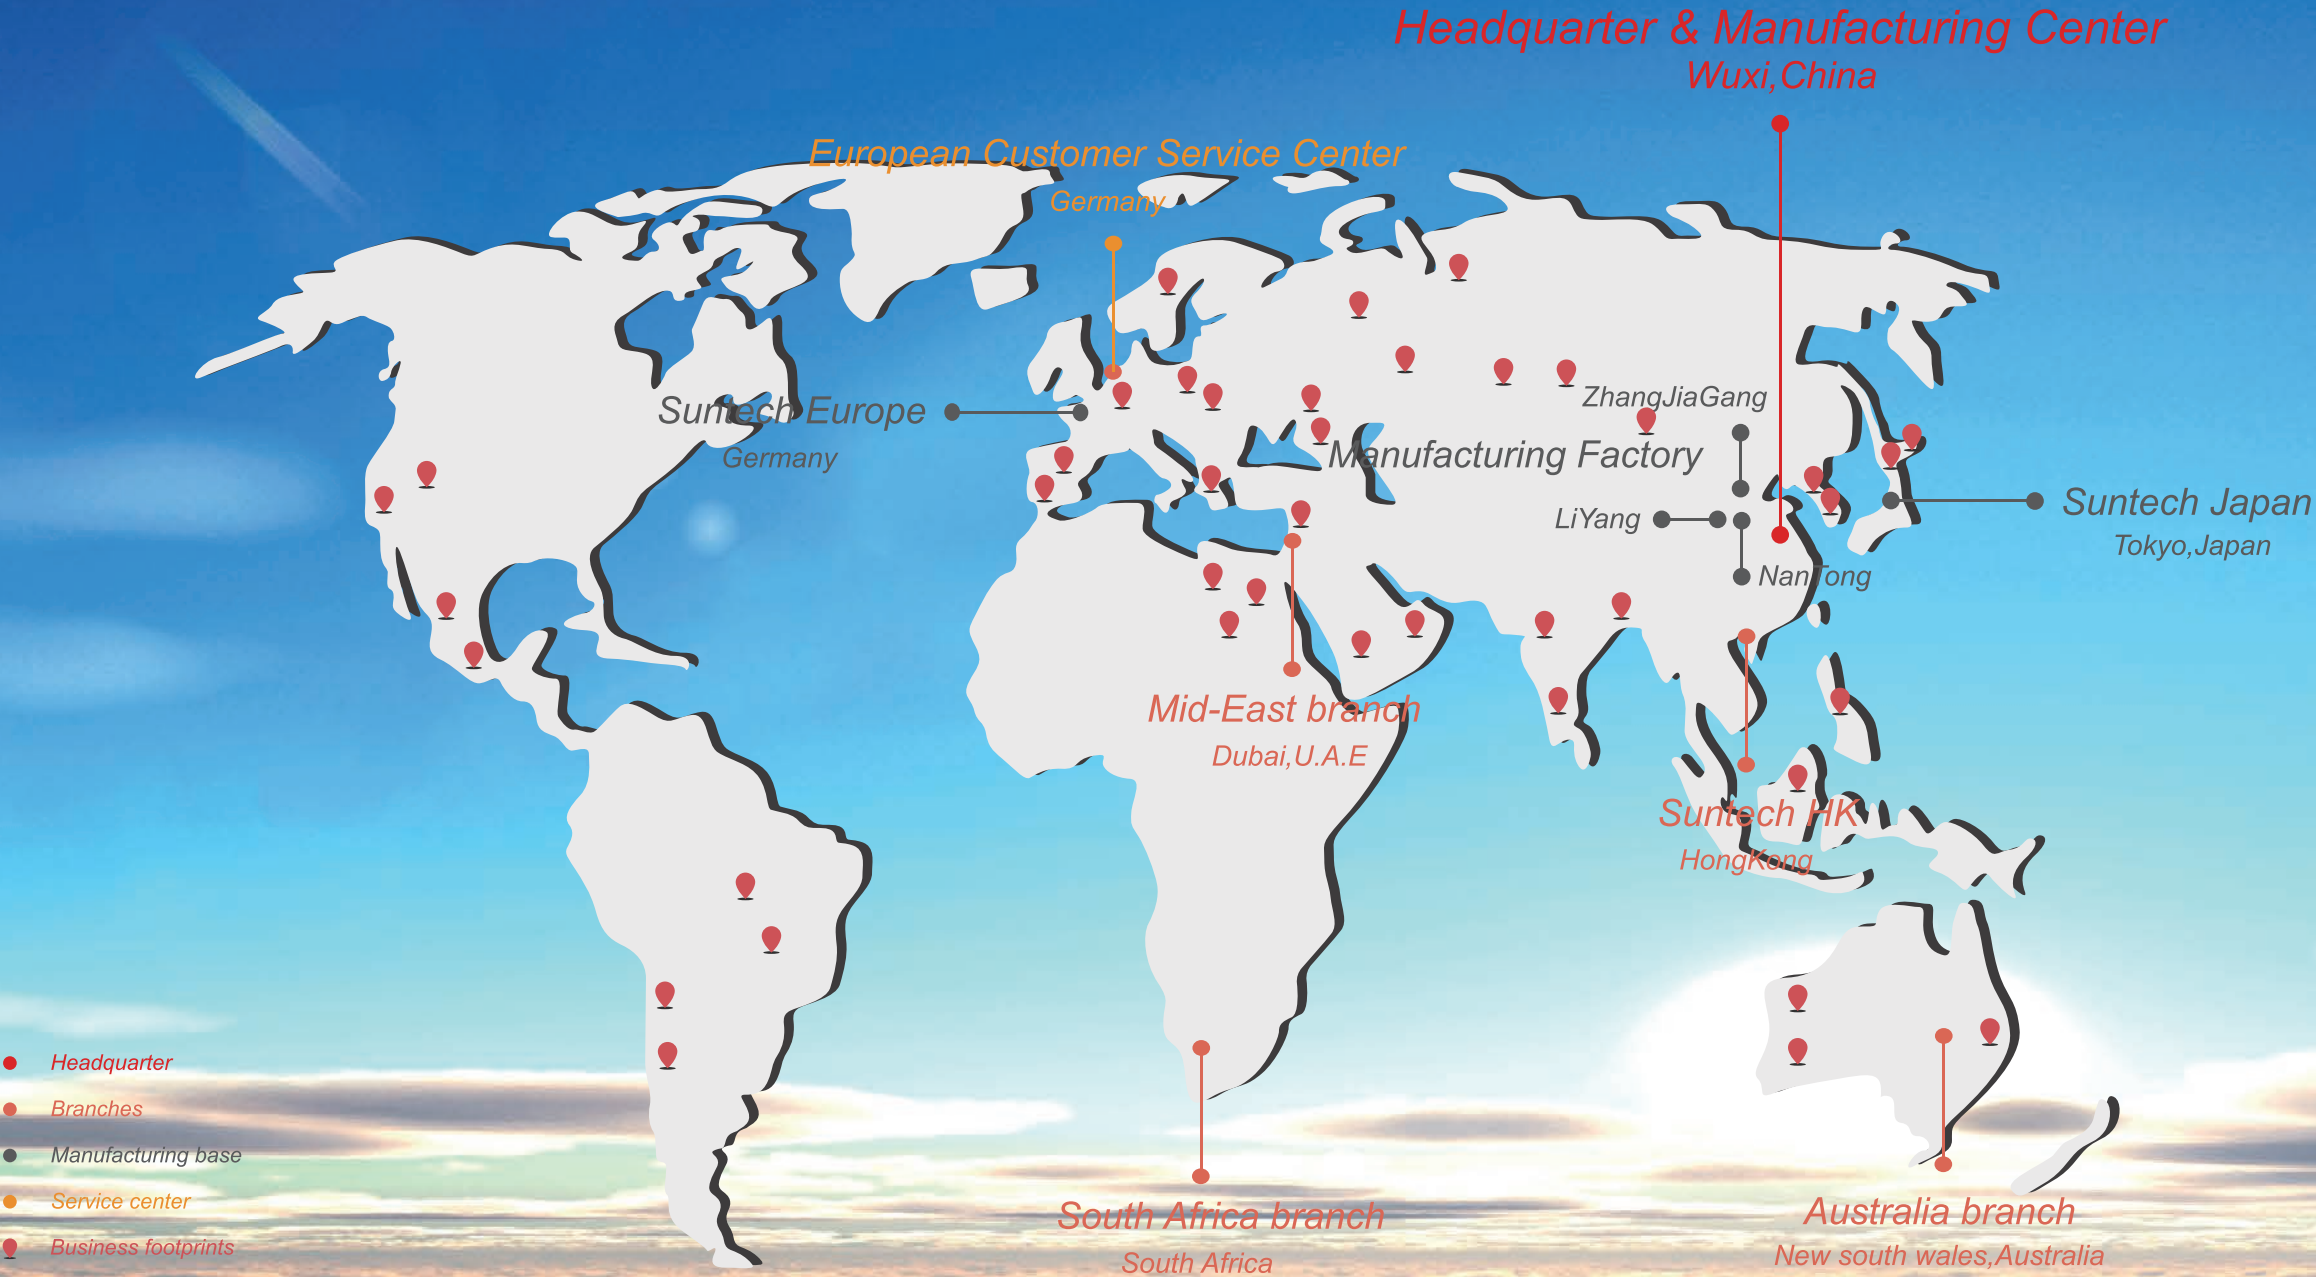 Headquarter & Manufacturing Center
Wuxi,China
European Customer Service Center
Germany
ZhangJiaGang
Suntech Europe
Germany
Manufacturing Factory
LiYang
NanTong
Suntech Japan
Tokyo,Japan
Mid-East branch
Dubai,U.A.E
Suntech HK
HongKong
South Africa branch
South Africa
Australia branch
New south wales,Australia
Headquarter
Branches
Manufacturing base
Service center
Business footprints